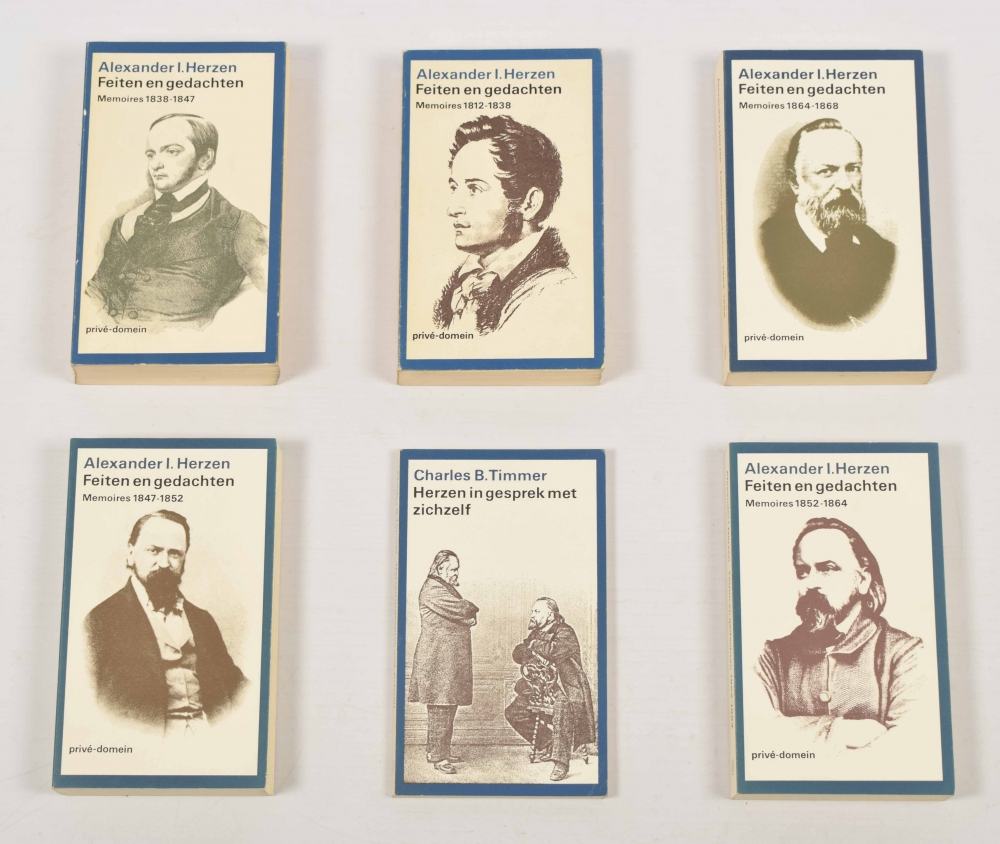 Alexander I. Herzen
Feiten en gedachten
Memoires 1838-1847
privé-domein
Alexander I. Herzen
Feiten en gedachten
Memoires 1812-1838
privé-domein
Alexander I. Herzen
Feiten en gedachten
Memoires 1864-1868
privé-domein
Alexander I. Herzen
Feiten en gedachten
Memoires 1847-1852
privé-domein
Charles B. Timmer
Herzen in gesprek met
zichzelf
Alexander I. Herzen
Feiten en gedachten
Memoires 1852-1864
privé-domein